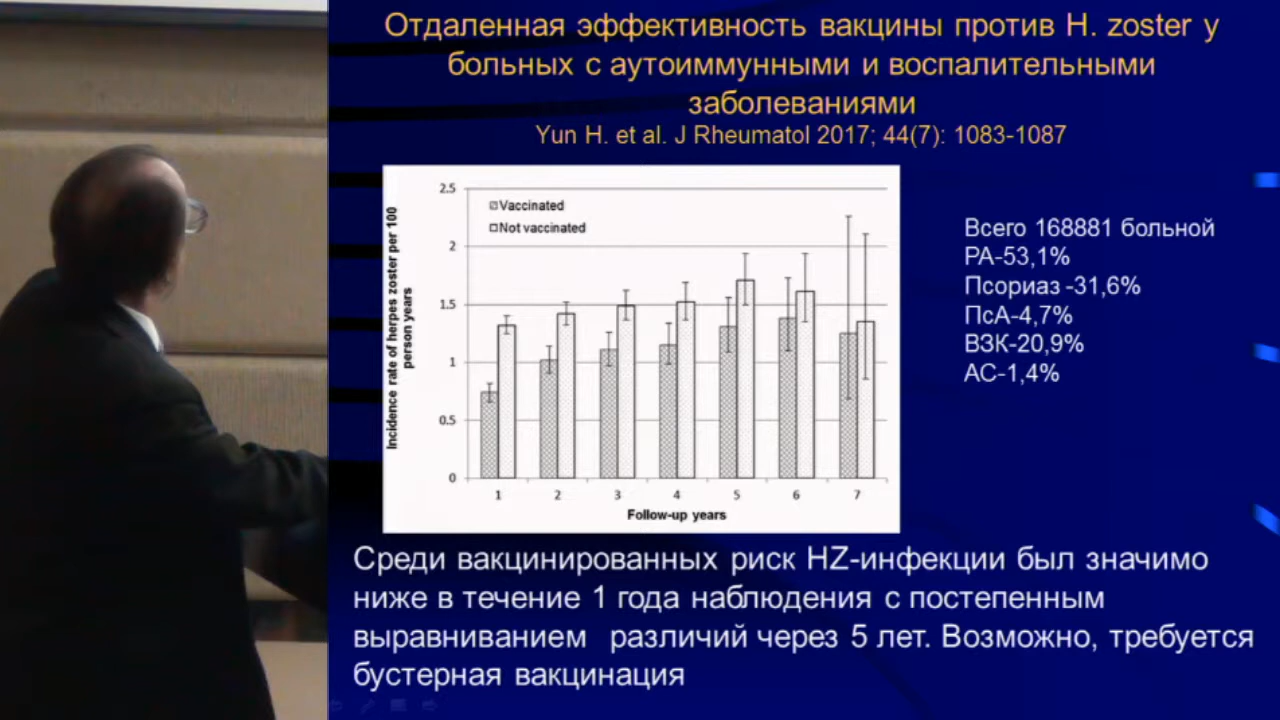 Отдаленная эффективность вакцины против H. zoster у
больных с аутоиммунными и воспалительными
заболеваниями
Yun H. et al. J Rheumatol 2017; 44(7): 1083-1087
Incidence rate of herpes zoster per 100
person years
2.5
2
1.5
1
0.5
0
Vaccinated
Not vaccinated
1 2 3 4 5 6 7
Follow-up years
Всего 168881 больной
РА-53,1%
Псориаз -31,6%
ПсА-4,7%
ВЗК-20,9%
АС-1,4%
Среди вакцинированных риск HZ-инфекции был значимо
ниже в течение 1 года наблюдения с постепенным
выравниванием различий через 5 лет. Возможно, требуется
бустерная вакцинация